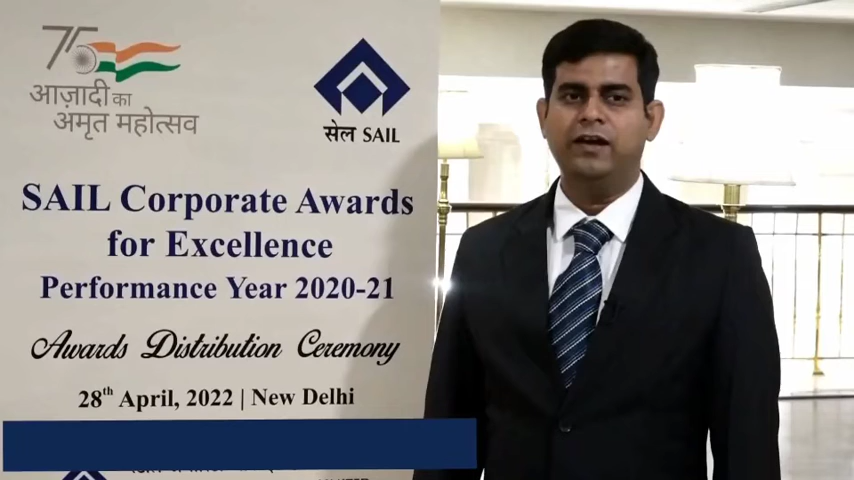 75
आज़ादी का
अमृत महोत्सव
सेल SAIL
SAIL Corporate Awards
for Excellence
Performance Year 2020-21
Awards Distribution Ceremony
28th April, 2022 | New Delhi